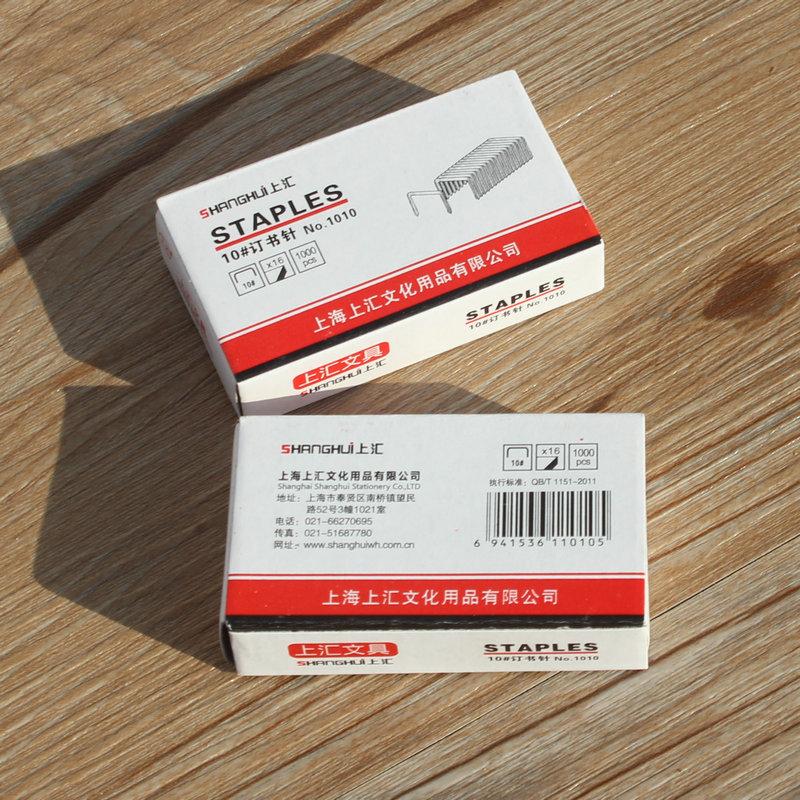 SHANGHUI上汇
STAPLES
10#订书针 No.1010
10# x16 1000 pcs
上海上汇文化用品有限公司
上汇文具
SHANGHUI上汇
STAPLES
10#订书针 No.1010
SHANGHUI上汇
上海上汇文化用品有限公司
Shanghai Shanghui Stationery Co.,LTD
地址：上海市奉贤区南桥镇望民
路52号3幢1021室
电话：021-66270695
传真：021-51687780
网址：www.shanghuiwh.com.cn
10# x16 1000 pcs
执行标准：QB/T 1151-2011
6 941536 110105
上海上汇文化用品有限公司
上汇文具
SHANGHUI上汇
STAPLES
10#订书针 No.1010